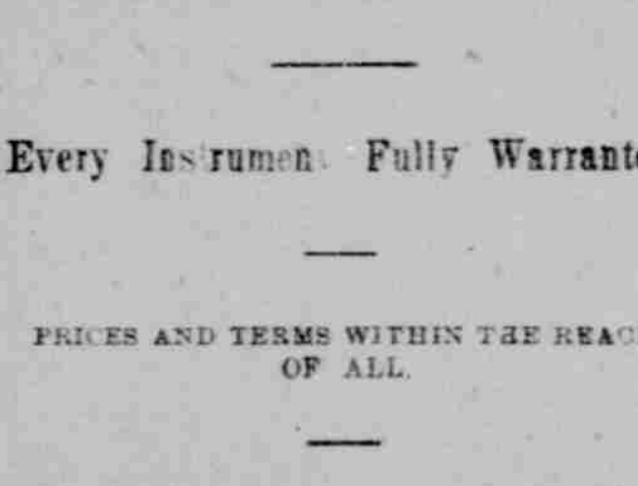 Every Instrument Fully Warrante
PRICES AND TERMS WITHIN THE REAC
OF ALL.